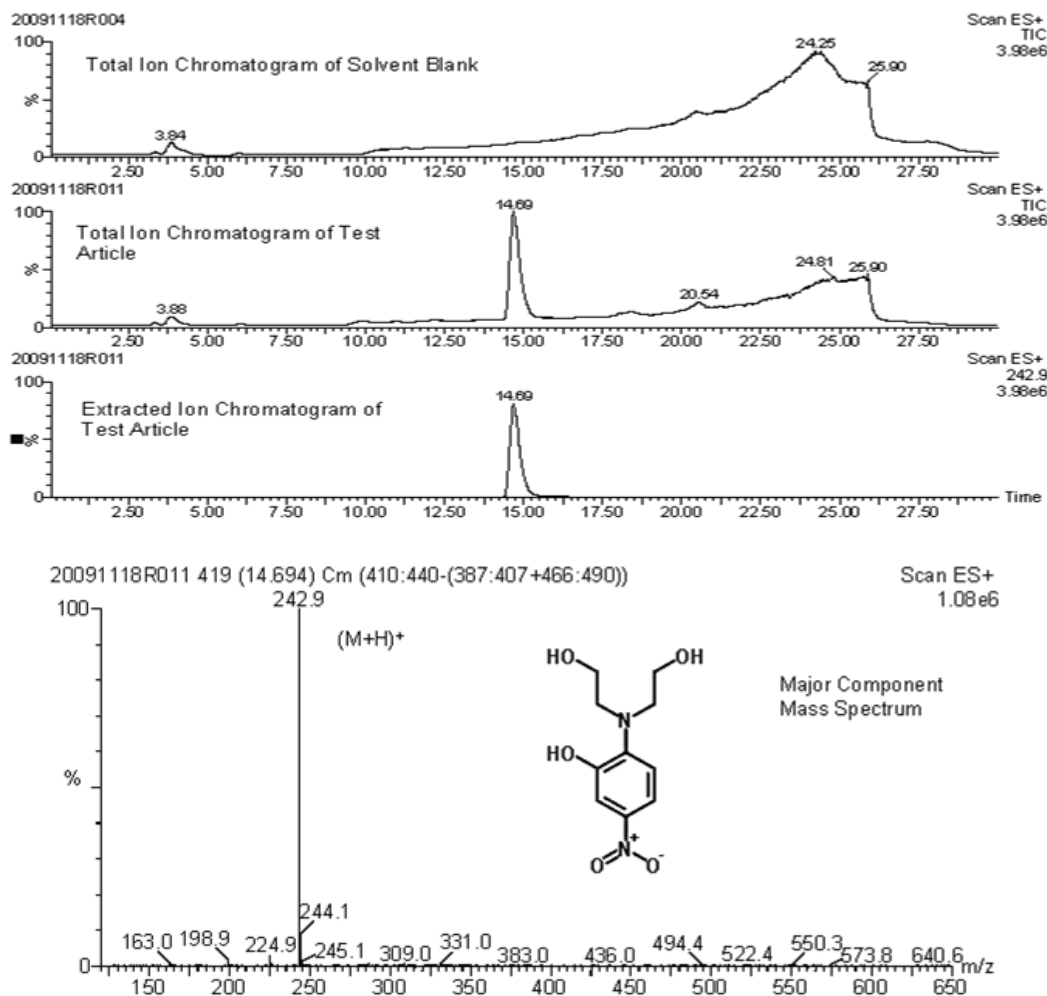 20091118R004 Scan ES+
TIC
3.98e6
100
24.25
25.90
Total Ion Chromatogram of Solvent Blank
%
3.84
0
2.50 5.00 7.50 10.00 12.50 15.00 17.50 20.00 22.50 25.00 27.50
20091118R011 Scan ES+
TIC
3.98e6
100
14.69
Total Ion Chromatogram of Test
Article
%
24.81 25.90
20.54
3.88
0
2.50 5.00 7.50 10.00 12.50 15.00 17.50 20.00 22.50 25.00 27.50
20091118R011 Scan ES+
242.9
3.98e6
100
14.69
Extracted Ion Chromatogram of
Test Article
%
0
Time
2.50 5.00 7.50 10.00 12.50 15.00 17.50 20.00 22.50 25.00 27.50
20091118R011 419 (14.694) Cm (410:440-(387:407+466:490)) Scan ES+
242.9 1.08e6
100
(M+H)+
HO OH
Major Component
Mass Spectrum
N
HO
%
N+
O O-
244.1
163.0 198.9 224.9 245.1 309.0 331.0 383.0 436.0 494.4 522.4 550.3 573.8 640.6
0
m/z
150 200 250 300 350 400 450 500 550 600 650